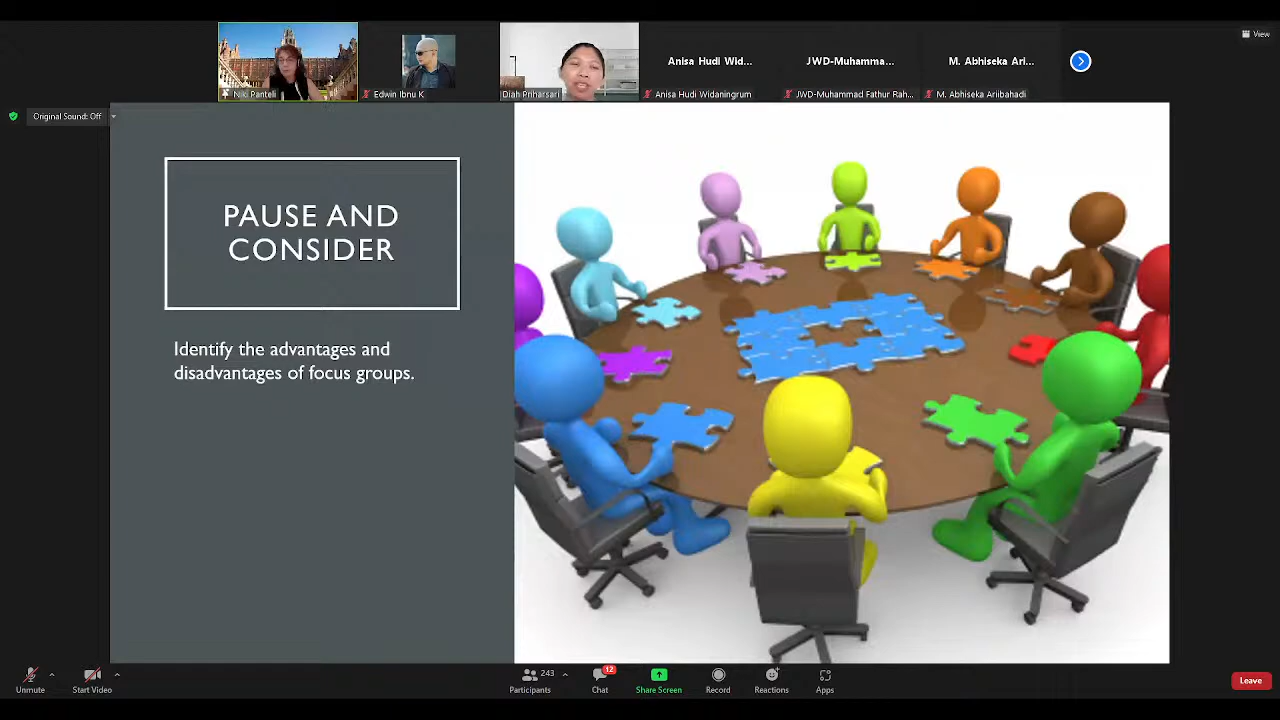 View
Anisa Hudi Wid...
JWD-Muhamma...
M. Abhiseka Ari...
Niki Panteli
Edwin Ibnu K
Diah Priharsari
Anisa Hudi Widaningrum
JWD-Muhammad Fathur Rah...
M. Abhiseka Ariibahadi
Original Sound: Off
PAUSE AND
CONSIDER
Identify the advantages and
disadvantages of focus groups.
Unmute
Start Video
Participants
243
Chat
12
Share Screen
Record
Reactions
Apps
Leave